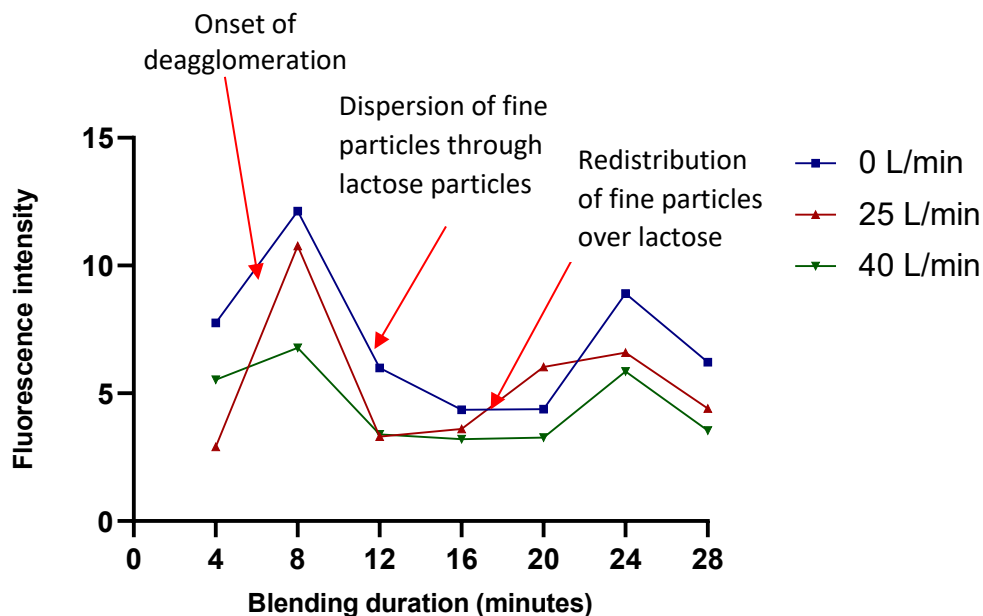 Onset of
deagglomeration
Dispersion of fine
particles through
lactose particles
Redistribution
of fine particles
over lactose
0 L/min
25 L/min
40 L/min
Fluorescence intensity
15
10
5
0
0 4 8 12 16 20 24 28
Blending duration (minutes)